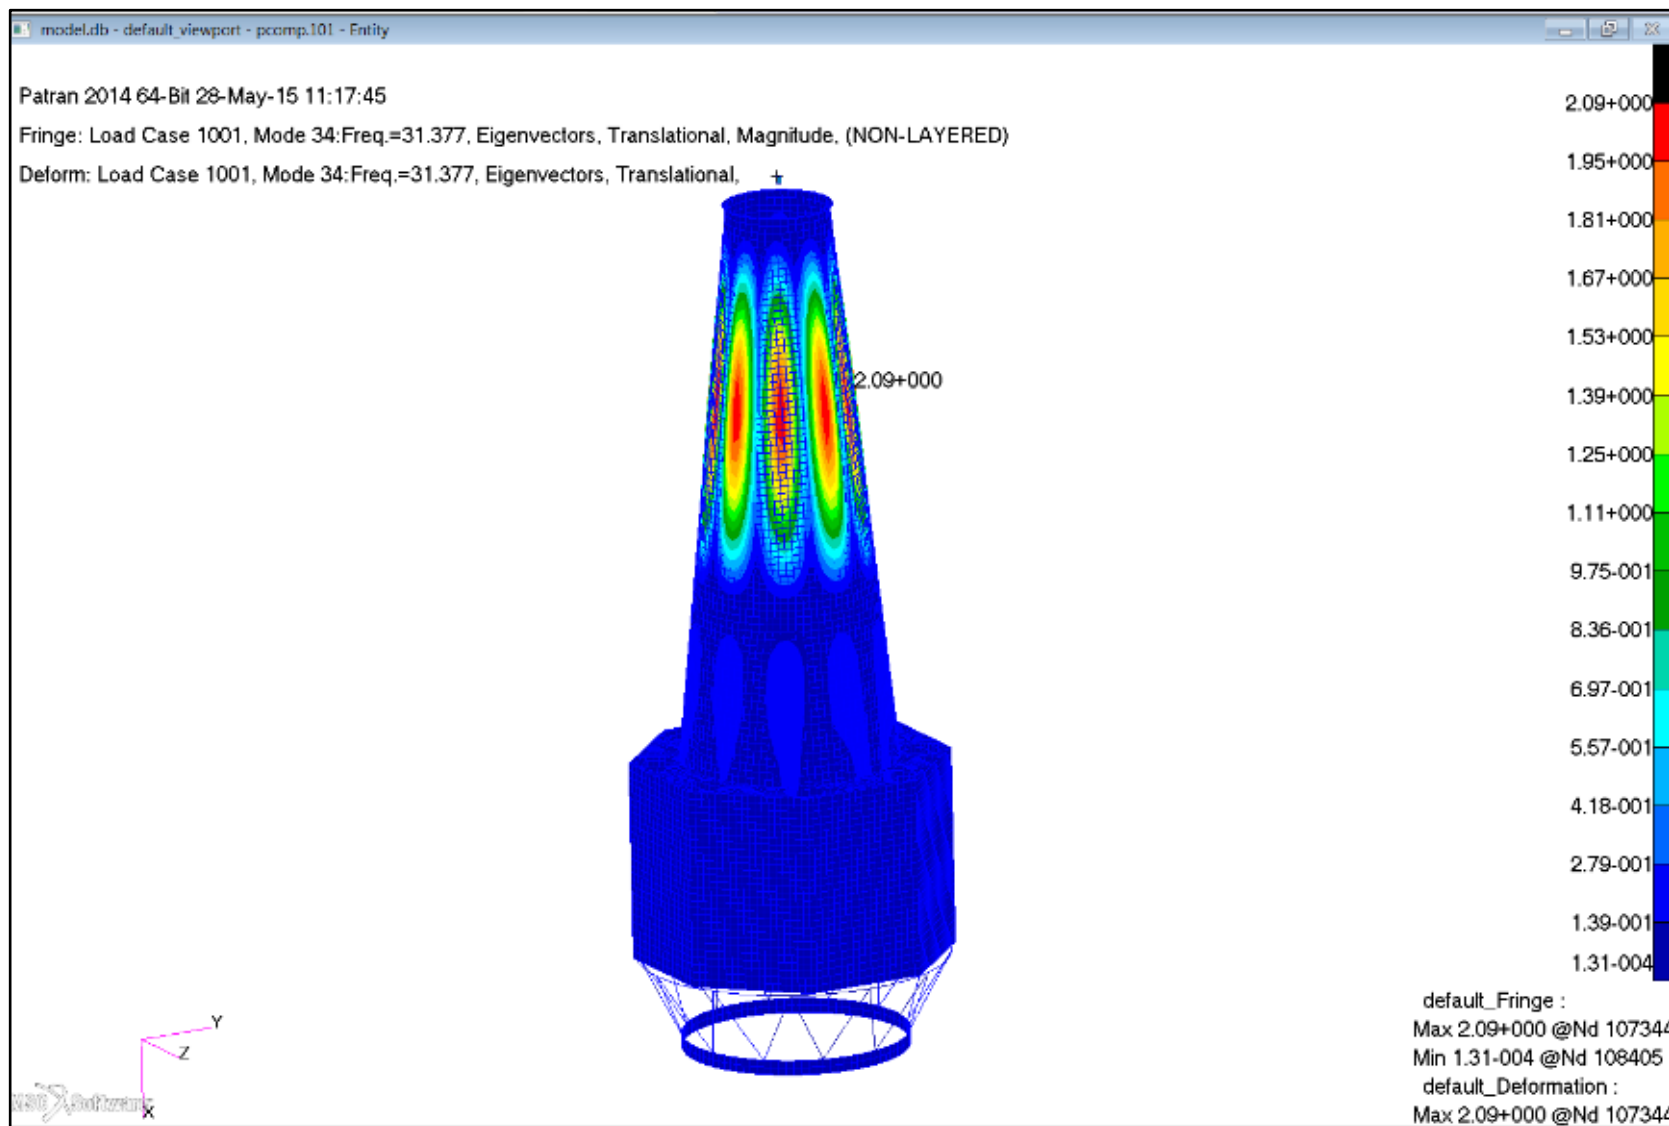 model.db - default_viewport - pcomp.101 - Entity
Patran 2014 64-Bit 28-May-15 11:17:45
Fringe: Load Case 1001, Mode 34:Freq.=31.377, Eigenvectors, Translational, Magnitude, (NON-LAYERED)
Deform: Load Case 1001, Mode 34:Freq.=31.377, Eigenvectors, Translational,
2.09+000
2.09+000
1.95+000
1.81+000
1.67+000
1.53+000
1.39+000
1.25+000
1.11+000
9.75-001
8.36-001
6.97-001
5.57-001
4.18-001
2.79-001
1.39-001
1.31-004
default_Fringe :
Max 2.09+000 @Nd 107344
Min 1.31-004 @Nd 108405
default_Deformation :
Max 2.09+000 @Nd 107344
Y
Z
X
MSC Software